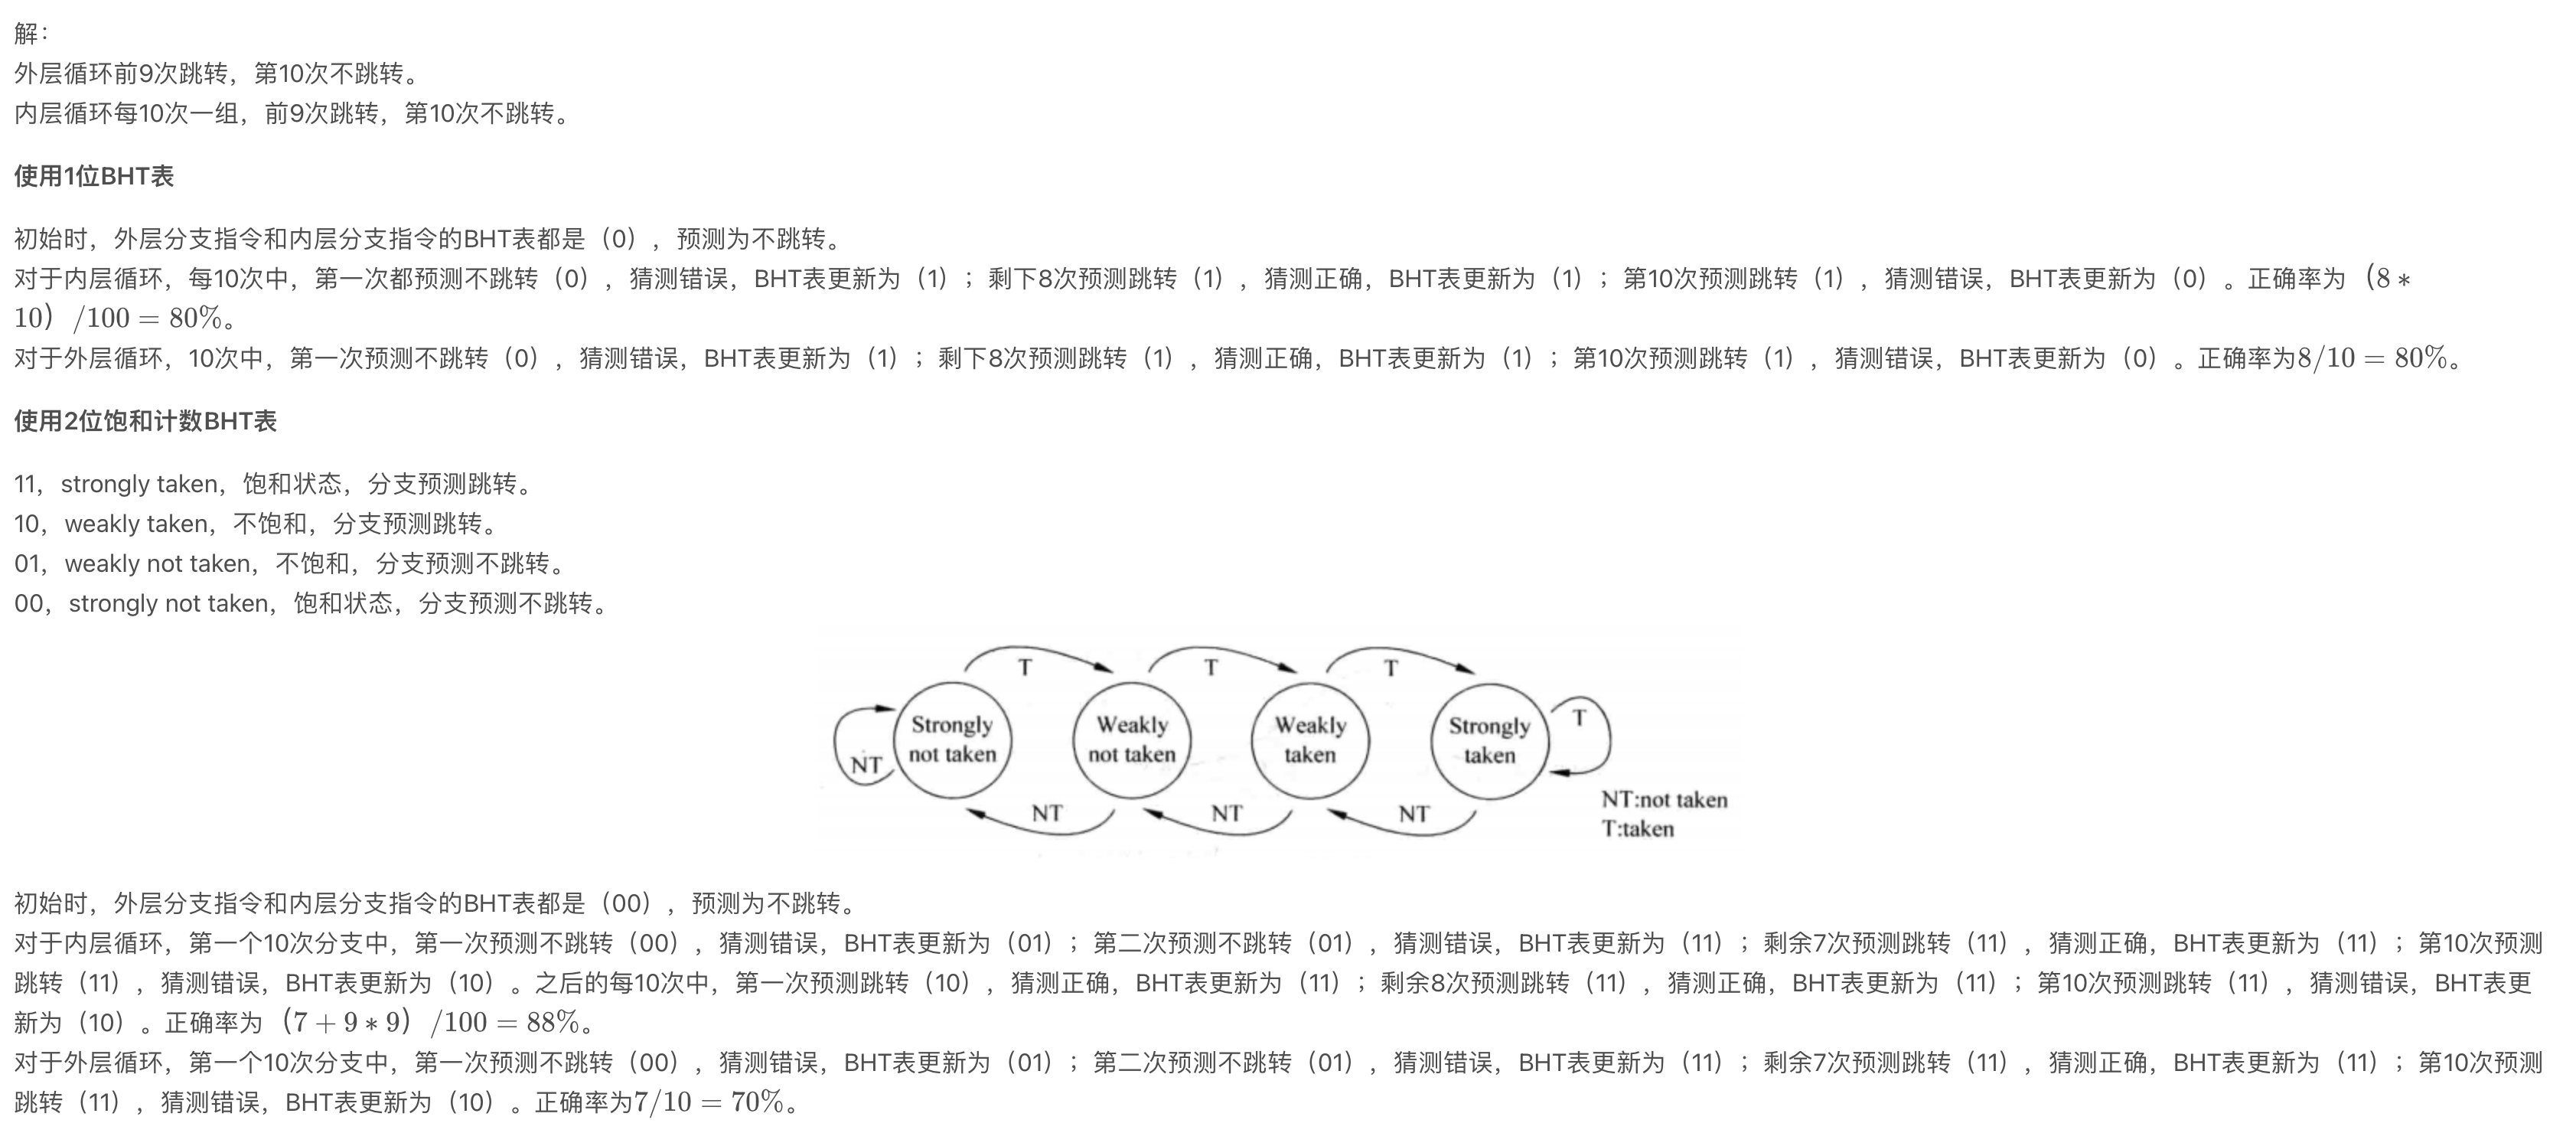 解：
外层循环前9次跳转，第10次不跳转。
内层循环每10次一组，前9次跳转，第10次不跳转。
使用1位BHT表
初始时，外层分支指令和内层分支指令的BHT表都是（0），预测为不跳转。
对于内层循环，每10次中，第一次都预测不跳转（0），猜测错误，BHT表更新为（1）；剩下8次预测跳转（1），猜测正确，BHT表更新为（1）；第10次预测跳转（1），猜测错误，BHT表更新为（0）。正确率为（8 *
10）/100 = 80%。
对于外层循环，10次中，第一次预测不跳转（0），猜测错误，BHT表更新为（1）；剩下8次预测跳转（1），猜测正确，BHT表更新为（1）；第10次预测跳转（1），猜测错误，BHT表更新为（0）。正确率为8/10 = 80%。
使用2位饱和计数BHT表
11，strongly taken，饱和状态，分支预测跳转。
10，weakly taken，不饱和，分支预测跳转。
01，weakly not taken，不饱和，分支预测不跳转。
00，strongly not taken，饱和状态，分支预测不跳转。
T T T
Strongly not taken
Weakly not taken
Weakly taken
Strongly taken
T
NT
NT NT NT
NT:not taken
T:taken
初始时，外层分支指令和内层分支指令的BHT表都是（00），预测为不跳转。
对于内层循环，第一个10次分支中，第一次预测不跳转（00），猜测错误，BHT表更新为（01）；第二次预测不跳转（01），猜测错误，BHT表更新为（11）；剩余7次预测跳转（11），猜测正确，BHT表更新为（11）；第10次预测
跳转（11），猜测错误，BHT表更新为（10）。之后的每10次中，第一次预测跳转（10），猜测正确，BHT表更新为（11）；剩余8次预测跳转（11），猜测正确，BHT表更新为（11）；第10次预测跳转（11），猜测错误，BHT表更
新为（10）。正确率为（7 + 9 * 9）/100 = 88%。
对于外层循环，第一个10次分支中，第一次预测不跳转（00），猜测错误，BHT表更新为（01）；第二次预测不跳转（01），猜测错误，BHT表更新为（11）；剩余7次预测跳转（11），猜测正确，BHT表更新为（11）；第10次预测
跳转（11），猜测错误，BHT表更新为（10）。正确率为7/10 = 70%。